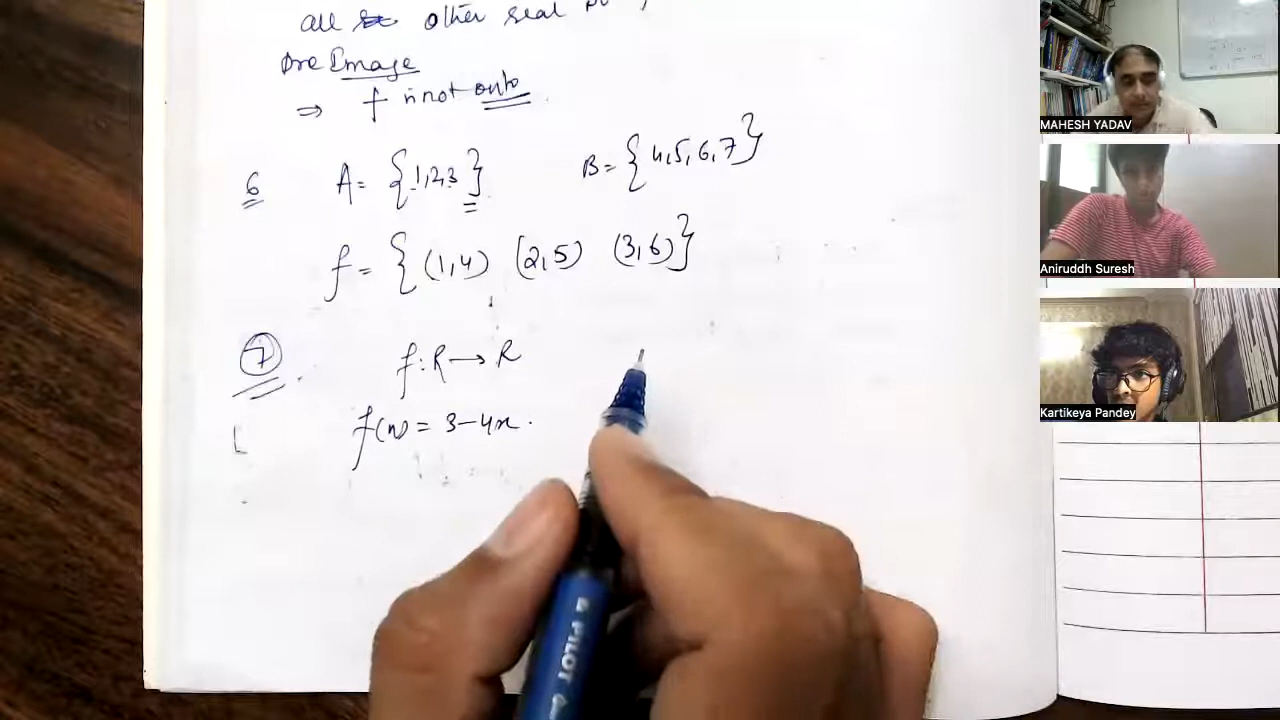 all other real
pre Image
⇒ f is not onto
6 A = {1,2,3} B = {4,5,6,7}
f = { (1,4) (2,5) (3,6)}
7 f: R → R
f(x) = 3-4x.
PILOT
MAHESH YADAV
Aniruddh Suresh
Kartikeya Pandey